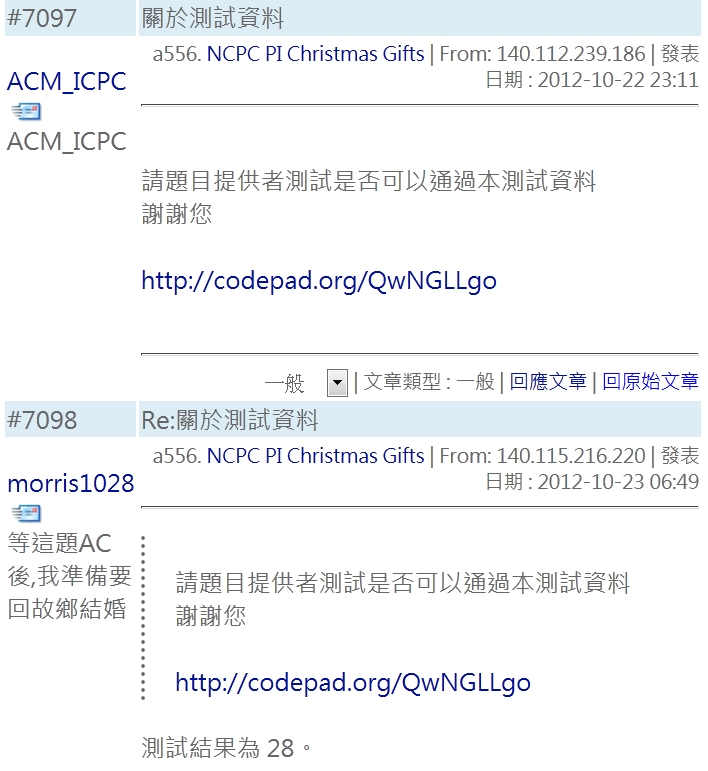 #7097 關於測試資料
a556. NCPC PI Christmas Gifts | From: 140.112.239.186 | 發表
日期 : 2012-10-22 23:11
ACM_ICPC
ACM_ICPC
請題目提供者測試是否可以通過本測試資料
謝謝您
http://codepad.org/QwNGLLgo
一般 | 文章類型 : 一般 | 回應文章 | 回原始文章
#7098 Re:關於測試資料
a556. NCPC PI Christmas Gifts | From: 140.115.216.220 | 發表
日期 : 2012-10-23 06:49
morris1028
等這題AC
後,我準備要
回故鄉結婚
請題目提供者測試是否可以通過本測試資料
謝謝您
http://codepad.org/QwNGLLgo
測試結果為 28。